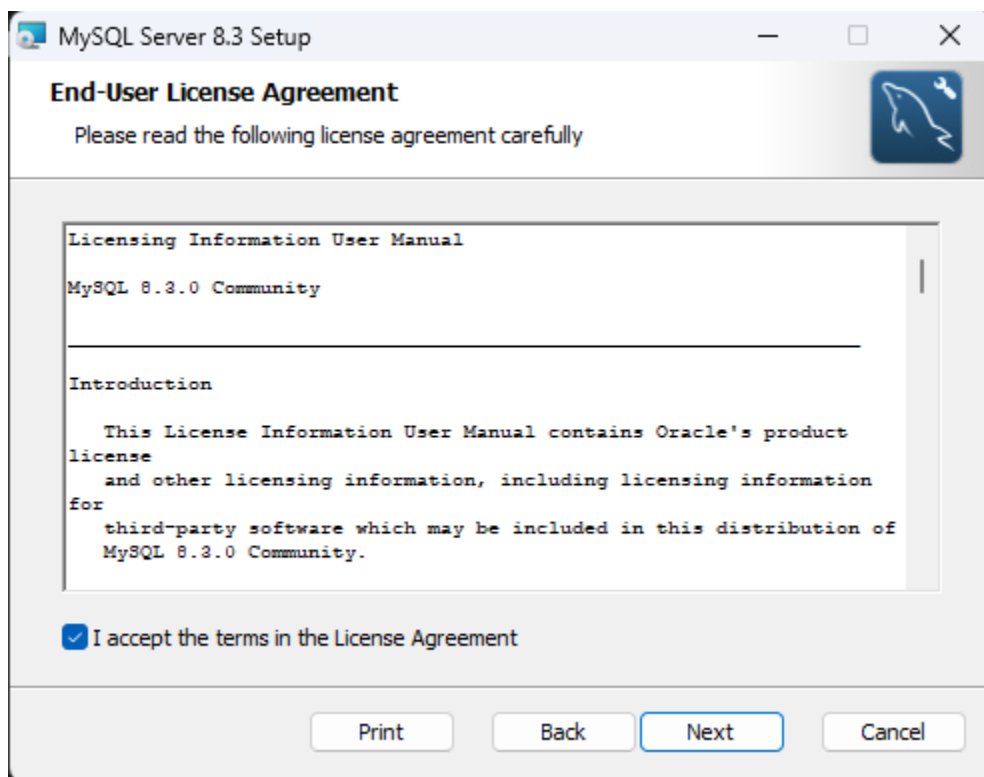 MySQL Server 8.3 Setup
End-User License Agreement
Please read the following license agreement carefully
Licensing Information User Manual
MySQL 8.3.0 Community
Introduction
This License Information User Manual contains Oracle's product
license
and other licensing information, including licensing information
for
third-party software which may be included in this distribution of
MySQL 8.3.0 Community.
I accept the terms in the License Agreement
Print Back Next Cancel